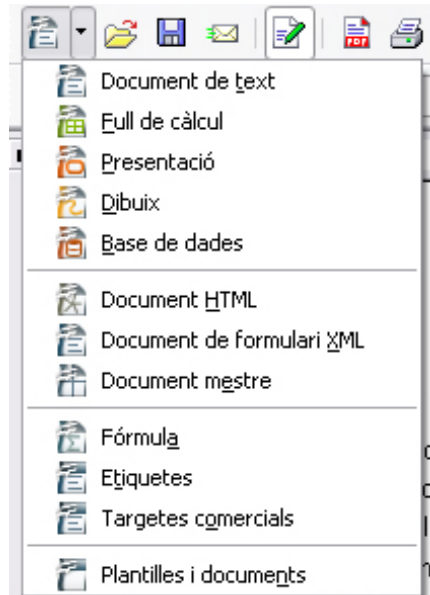 PDF
Document de text
Full de càlcul
Presentació
Dibuix
Base de dades
Document HTML
Document de formulari XML
Document mestre
Fórmula
Etiquetes
Targetes comercials
Plantilles i documents